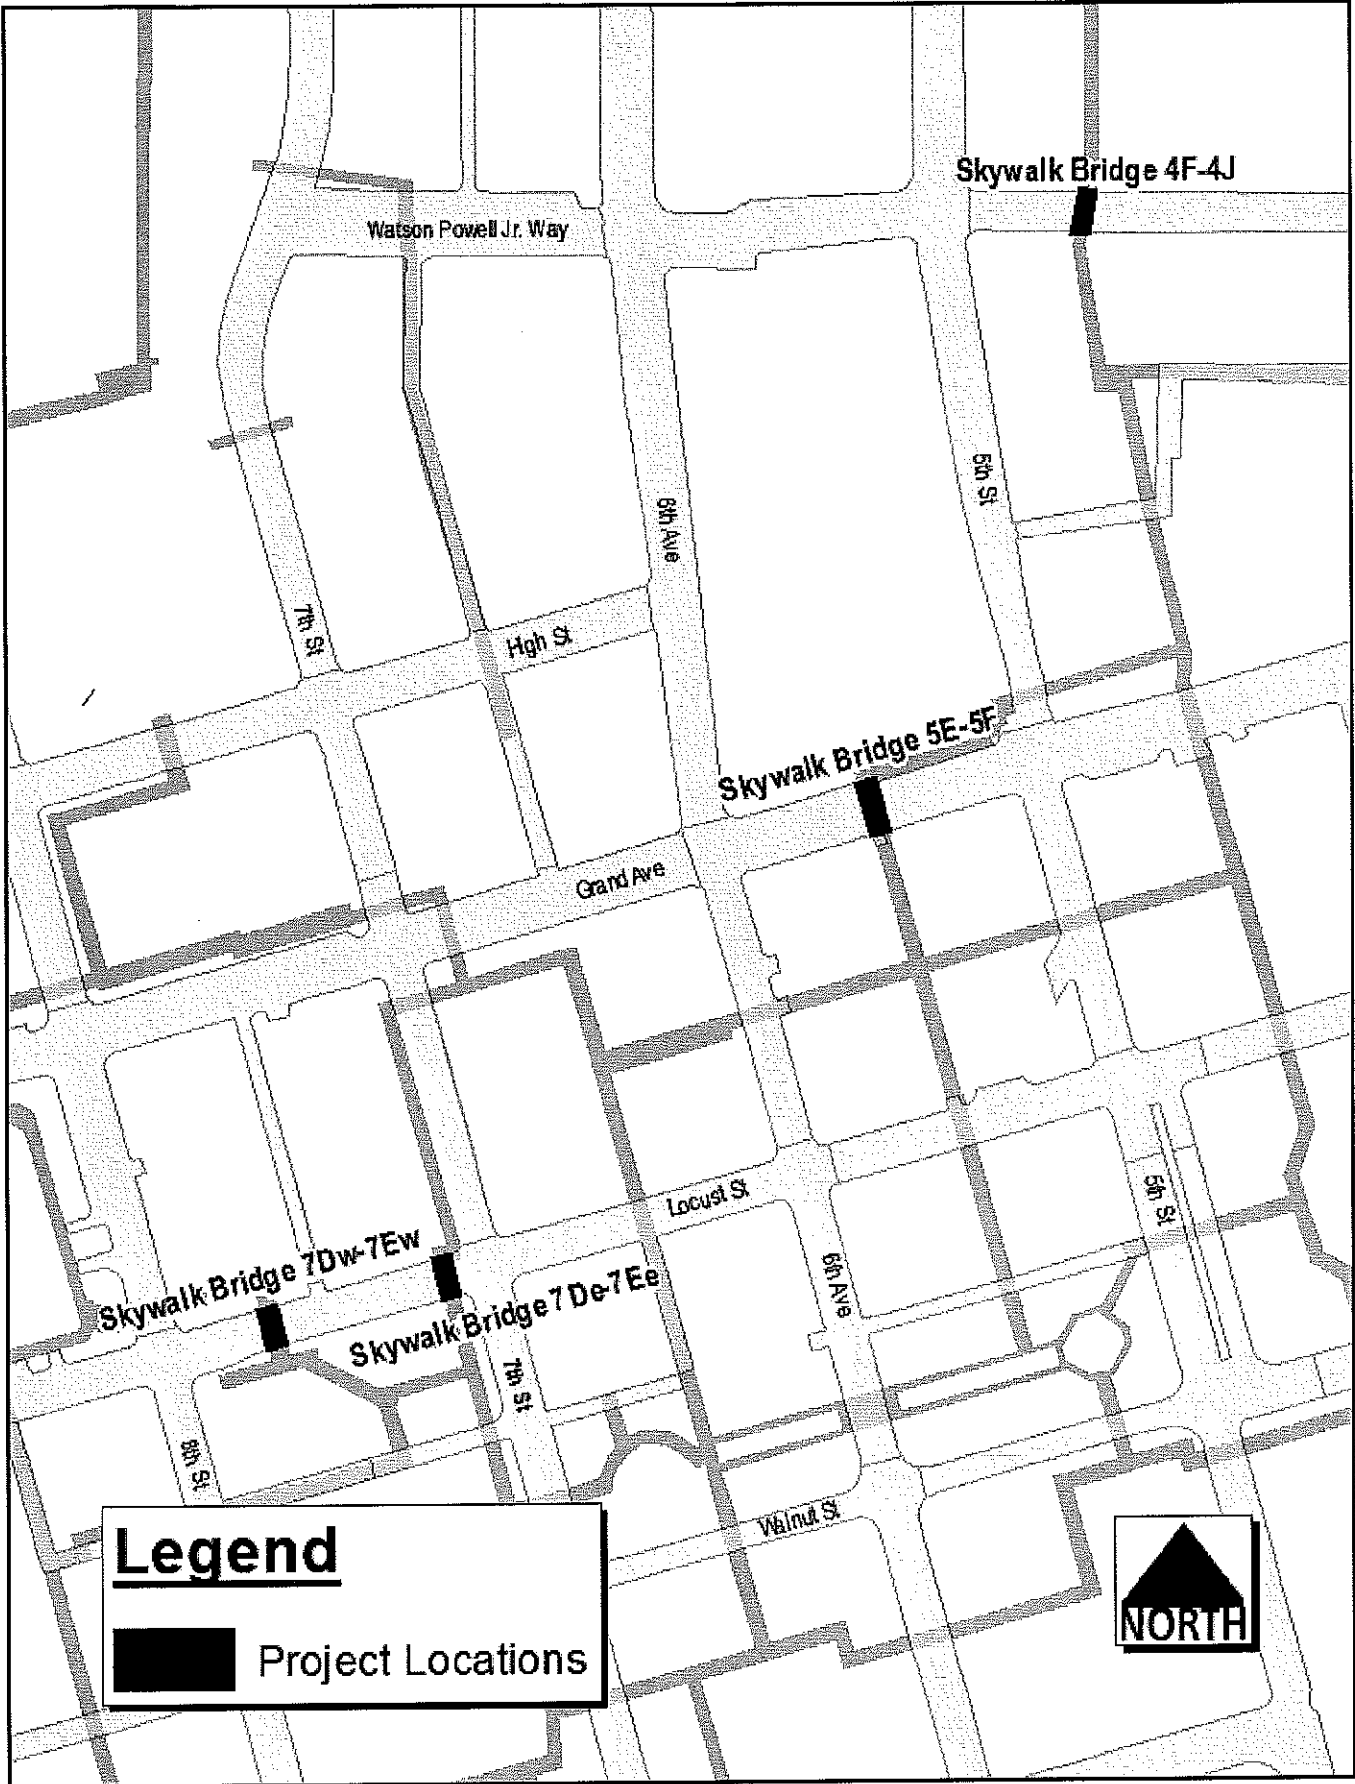 Skywalk Bridge 4F-4J
Watson Powell Jr. Way
5th St
6th Ave
7th St
High St
Skywalk Bridge 5E-5F
Grand Ave
Locust St
5th St
6th Ave
Skywalk Bridge 7Dw-7Ew
Skywalk Bridge 7De-7Ee
7th St
8th St
Walnut St
Legend
Project Locations
NORTH